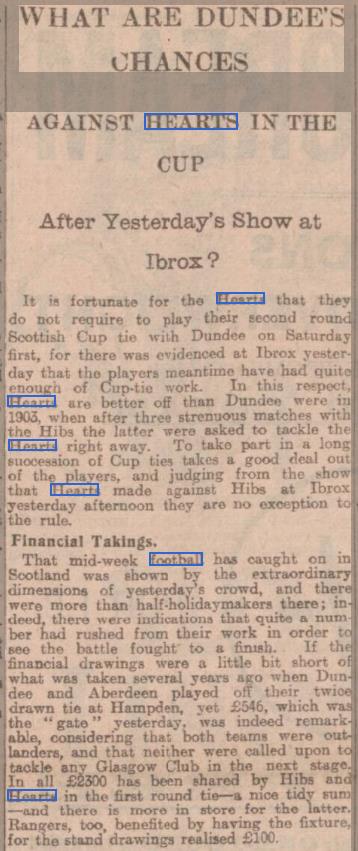 WHAT ARE DUNDEE'S
CHANCES
AGAINST HEARTS IN THE
CUP
After Yesterday's Show at
Ibrox?
It is fortunate for the Hearts that they
do not require to play their second round
Scottish Cup tie with Dundee on Saturday
first, for there was evidenced at Ibrox yester-
day that the players meantime have had quite
enough of Cup-tie work. In this respect,
Hearts are better off than Dundee were in
1903, when after three strenuous matches with
the Hibs the latter were asked to tackle the
Hearts right away. To take part in a long
succession of Cup ties takes a good deal out
of the players, and judging from the show
that Hearts made against Hibs at Ibrox
yesterday afternoon they are no exception to
the rule.
Financial Takings.
That mid-week football has caught on in
Scotland was shown by the extraordinary
dimensions of yesterday's crowd, and there
were more than half-holidaymakers there; in-
deed, there were indications that quite a num-
ber had rushed from their work in order to
see the battle fought to a finish. If the
financial drawings were a little bit short of
what was taken several years ago when Dun-
dee and Aberdeen played off their twice
drawn tie at Hampden, yet £546, which was
the "gate" yesterday, was indeed remark-
able, considering that both teams were out-
landers, and that neither were called upon to
tackle any Glasgow Club in the next stage.
In all £2300 has been shared by Hibs and
Hearts in the first round tie—a nice tidy sum
—and there is more in store for the latter.
Rangers, too, benefited by having the fixture,
for the stand drawings realised £100.